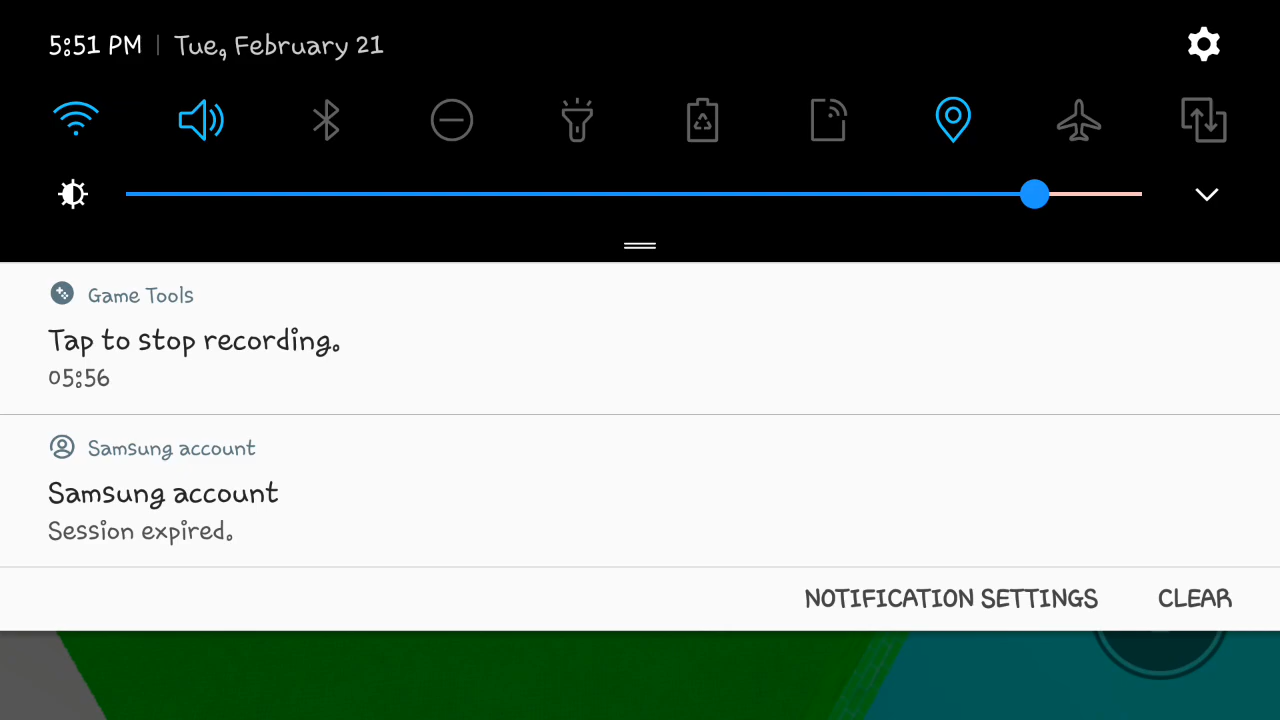 5:51 PM | Tue, February 21
Game Tools
Tap to stop recording.
05:56
Samsung account
Samsung account
Session expired.
NOTIFICATION SETTINGS CLEAR